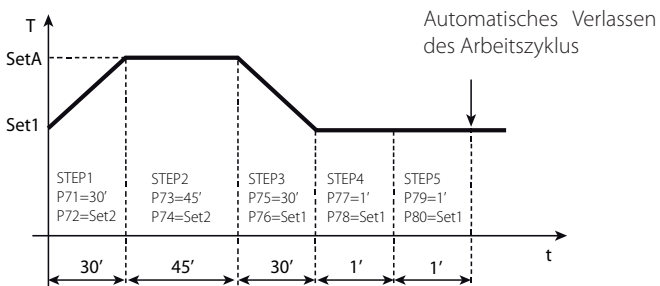 Automatisches Verlassen
des Arbeitszyklus
T
SetA
Set1
STEP1
P71=30'
P72=Set2
STEP2
P73=45'
P74=Set2
STEP3
P75=30'
P76=Set1
STEP4
P77=1'
P78=Set1
STEP5
P79=1'
P80=Set1
t
30'
45'
30'
1'
1'